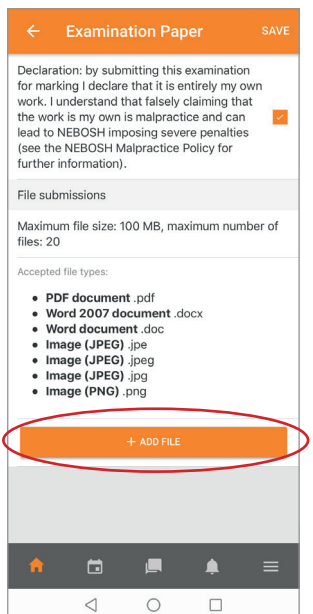 Examination Paper SAVE
Declaration: by submitting this examination
for marking I declare that it is entirely my own
work. I understand that falsely claiming that
the work is my own is malpractice and can
lead to NEBOSH imposing severe penalties
(see the NEBOSH Malpractice Policy for
further information).
File submissions
Maximum file size: 100 MB, maximum number of
files: 20
Accepted file types:
• PDF document .pdf
• Word 2007 document .docx
• Word document .doc
• Image (JPEG) .jpe
• Image (JPEG) .jpeg
• Image (JPEG) .jpg
• Image (PNG) .png
+ ADD FILE